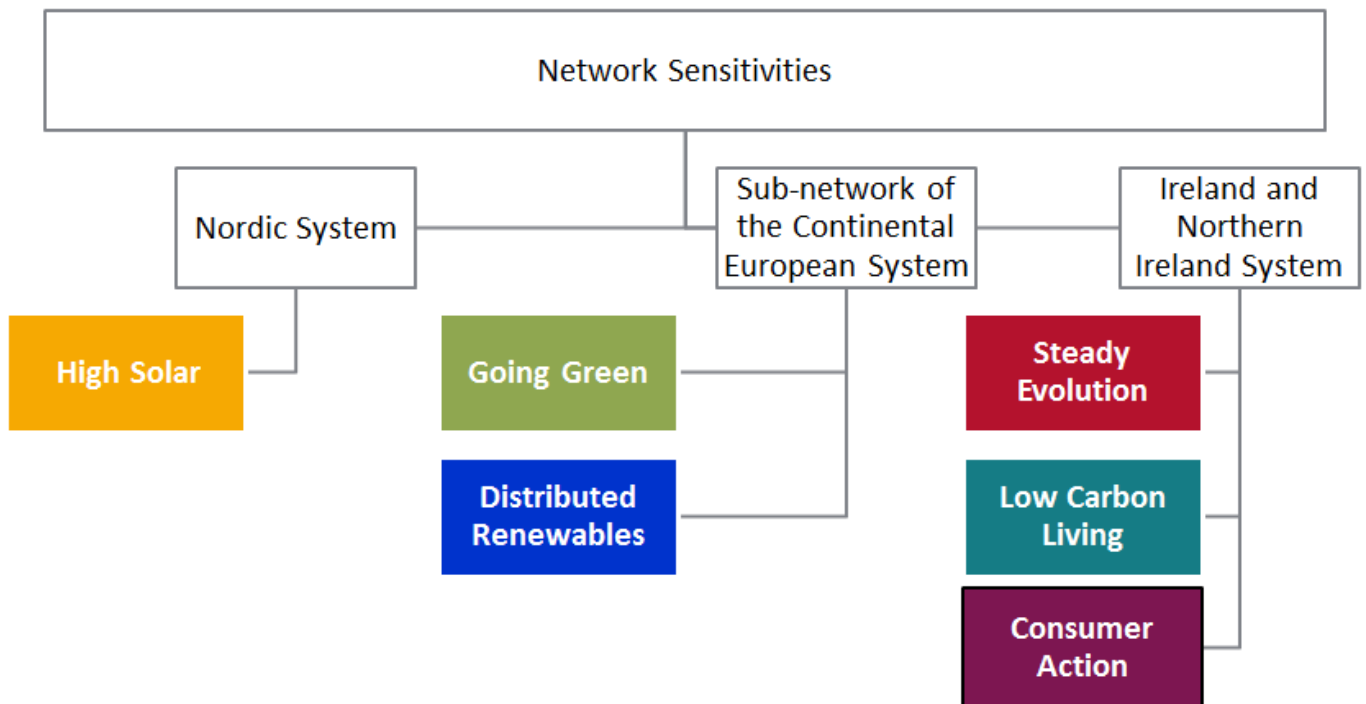 Network Sensitivities
Nordic System
Sub-network of
the Continental
European System
Ireland and
Northern
Ireland System
High Solar
Going Green
Distributed
Renewables
Steady
Evolution
Low Carbon
Living
Consumer
Action